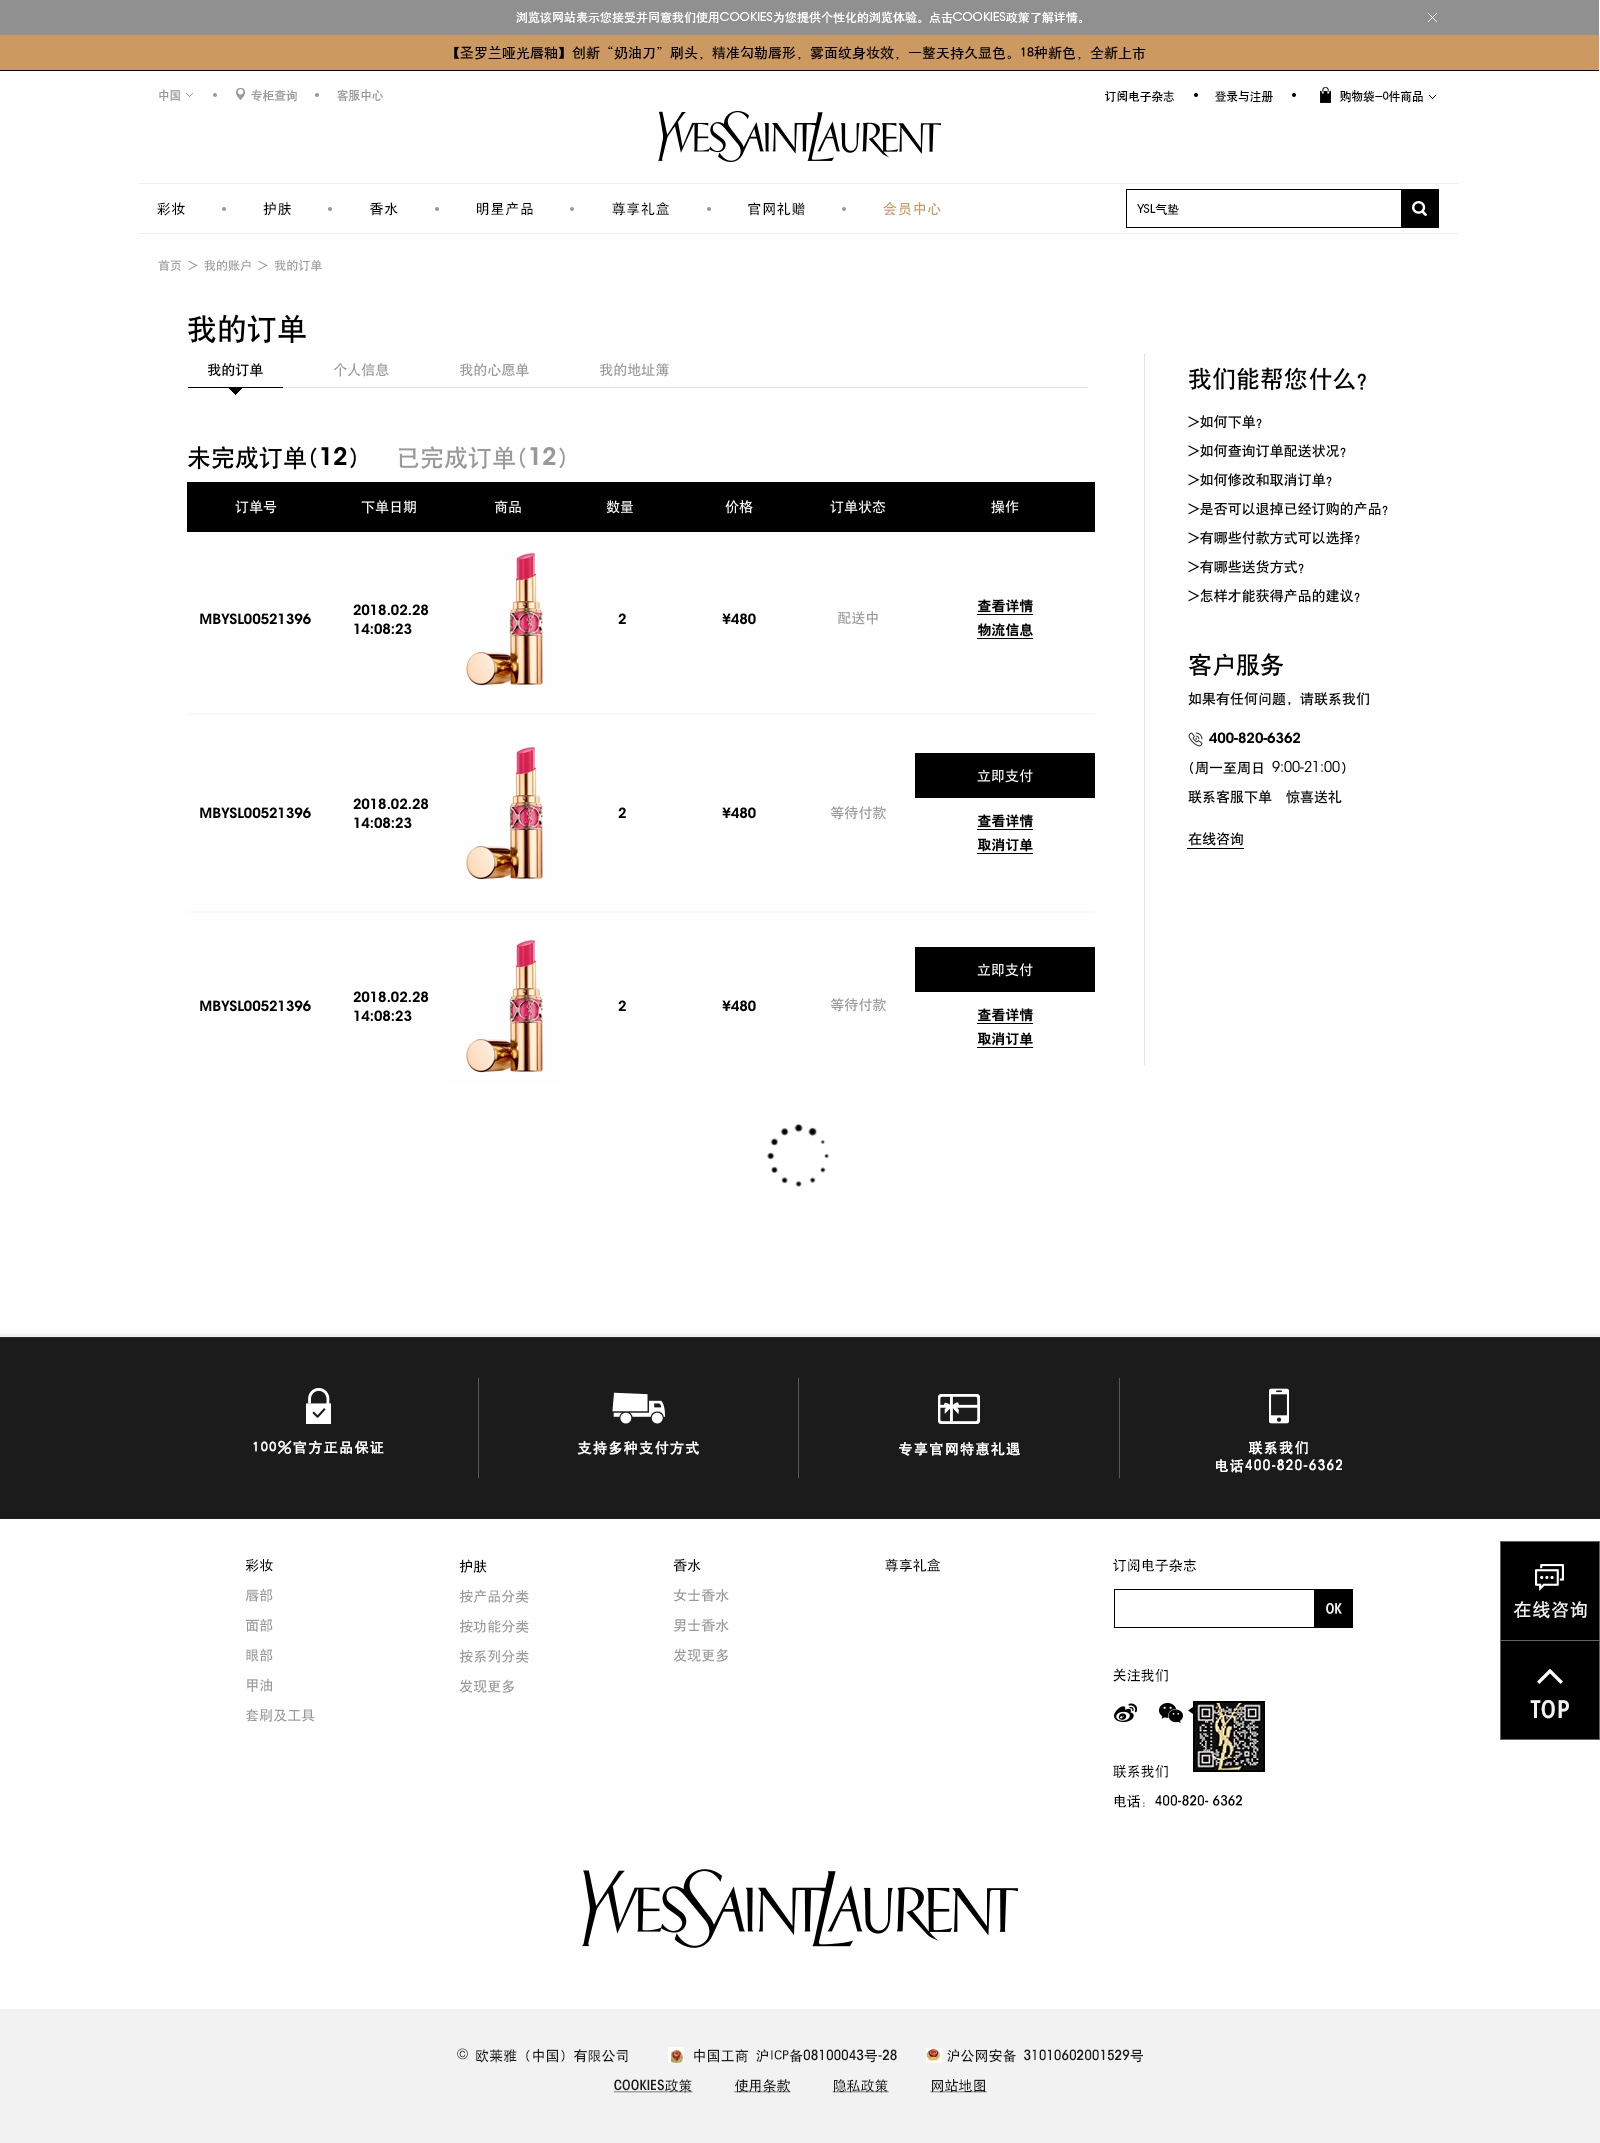 浏览该网站表示您接受并同意我们使用COOKIES为您提供个性化的浏览体验。点击COOKIES政策了解详情。
【圣罗兰哑光唇釉】创新“奶油刀”刷头，精准勾勒唇形，雾面纹身妆效，一整天持久显色。18种新色，全新上市
中国 专柜查询 客服中心
订阅电子杂志 登录与注册 购物袋–0件商品
YVESSAINTLAURENT
彩妆 护肤 香水 明星产品 尊享礼盒 官网礼赠 会员中心
YSL气垫
首页 > 我的账户 > 我的订单
我的订单
我的订单 个人信息 我的心愿单 我的地址簿
未完成订单(12) 已完成订单(12)
订单号 下单日期 商品 数量 价格 订单状态 操作
MBYSL00521396 2018.02.28 14:08:23 2 ¥480 配送中
查看详情
物流信息
立即支付
MBYSL00521396 2018.02.28 14:08:23 2 ¥480 等待付款
查看详情
取消订单
立即支付
MBYSL00521396 2018.02.28 14:08:23 2 ¥480 等待付款
查看详情
取消订单
我们能帮您什么?
>如何下单?
>如何查询订单配送状况?
>如何修改和取消订单?
>是否可以退掉已经订购的产品?
>有哪些付款方式可以选择?
>有哪些送货方式?
>怎样才能获得产品的建议?
客户服务
如果有任何问题，请联系我们
400-820-6362
(周一至周日 9:00-21:00)
联系客服下单 惊喜送礼
在线咨询
100%官方正品保证
支持多种支付方式
专享官网特惠礼遇
联系我们
电话400-820-6362
彩妆
唇部
面部
眼部
甲油
套刷及工具
护肤
按产品分类
按功能分类
按系列分类
发现更多
香水
女士香水
男士香水
发现更多
尊享礼盒
订阅电子杂志
OK
关注我们
联系我们
电话：400-820- 6362
在线咨询
TOP
YVESSAINTLAURENT
© 欧莱雅（中国）有限公司 中国工商 沪ICP备08100043号-28 沪公网安备 31010602001529号
COOKIES政策 使用条款 隐私政策 网站地图